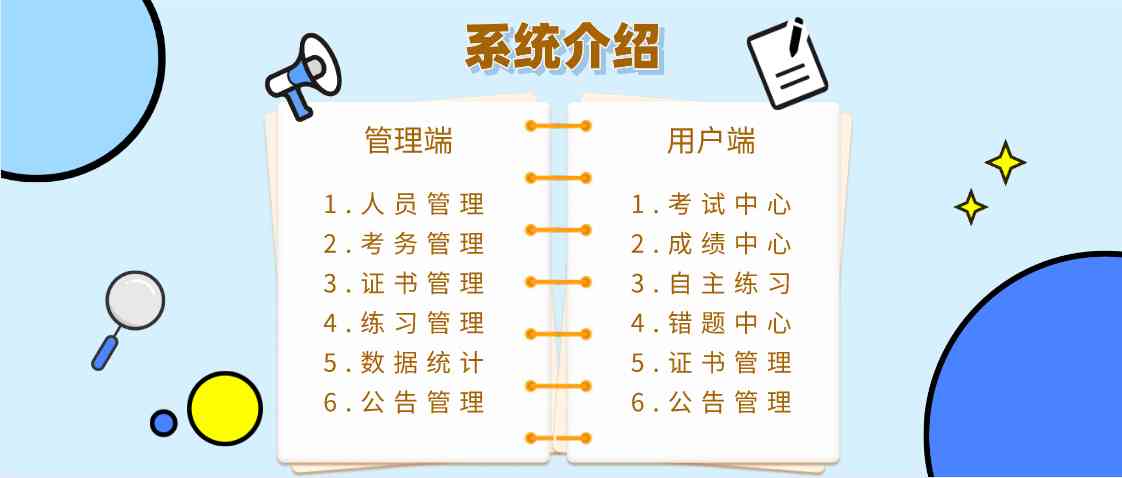 系统介绍
管理端
1.人员管理
2.考务管理
3.证书管理
4.练习管理
5.数据统计
6.公告管理
用户端
1.考试中心
2.成绩中心
3.自主练习
4.错题中心
5.证书管理
6.公告管理